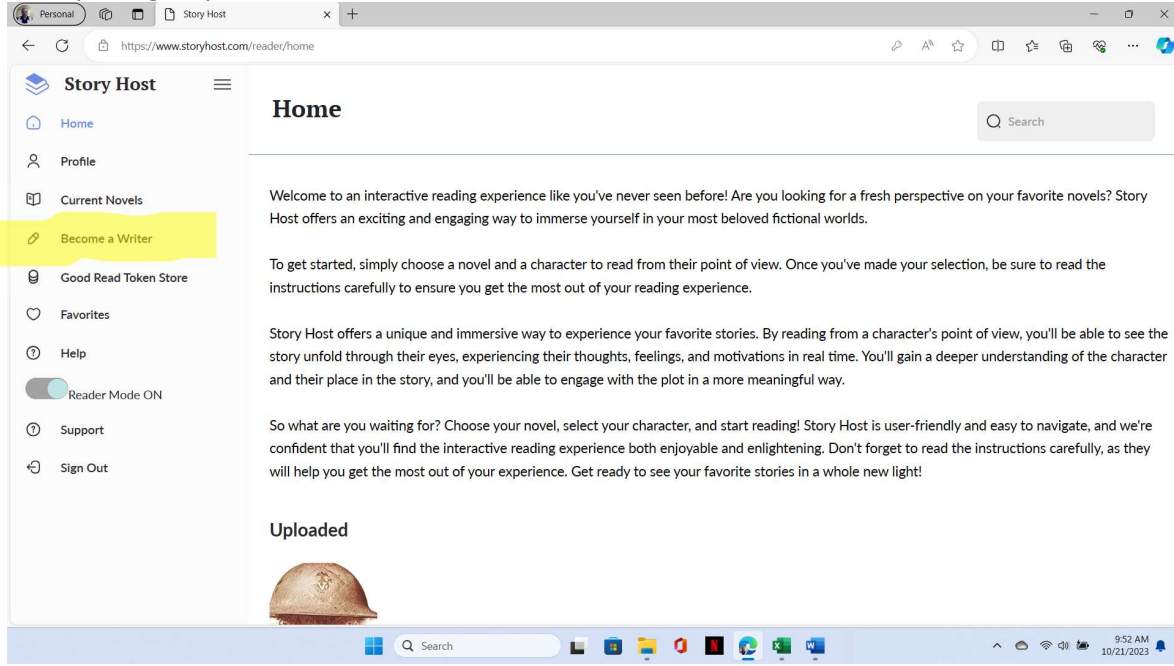 Personal
Story Host
https://www.storyhost.com/reader/home
Story Host
Home
Profile
Current Novels
Become a Writer
Good Read Token Store
Favorites
Help
Reader Mode ON
Support
Sign Out
Home
Search
Welcome to an interactive reading experience like you've never seen before! Are you looking for a fresh perspective on your favorite novels? Story
Host offers an exciting and engaging way to immerse yourself in your most beloved fictional worlds.
To get started, simply choose a novel and a character to read from their point of view. Once you've made your selection, be sure to read the
instructions carefully to ensure you get the most out of your reading experience.
Story Host offers a unique and immersive way to experience your favorite stories. By reading from a character's point of view, you'll be able to see the
story unfold through their eyes, experiencing their thoughts, feelings, and motivations in real time. You'll gain a deeper understanding of the character
and their place in the story, and you'll be able to engage with the plot in a more meaningful way.
So what are you waiting for? Choose your novel, select your character, and start reading! Story Host is user-friendly and easy to navigate, and we're
confident that you'll find the interactive reading experience both enjoyable and enlightening. Don't forget to read the instructions carefully, as they
will help you get the most out of your experience. Get ready to see your favorite stories in a whole new light!
Uploaded
Search
9:52 AM
10/21/2023